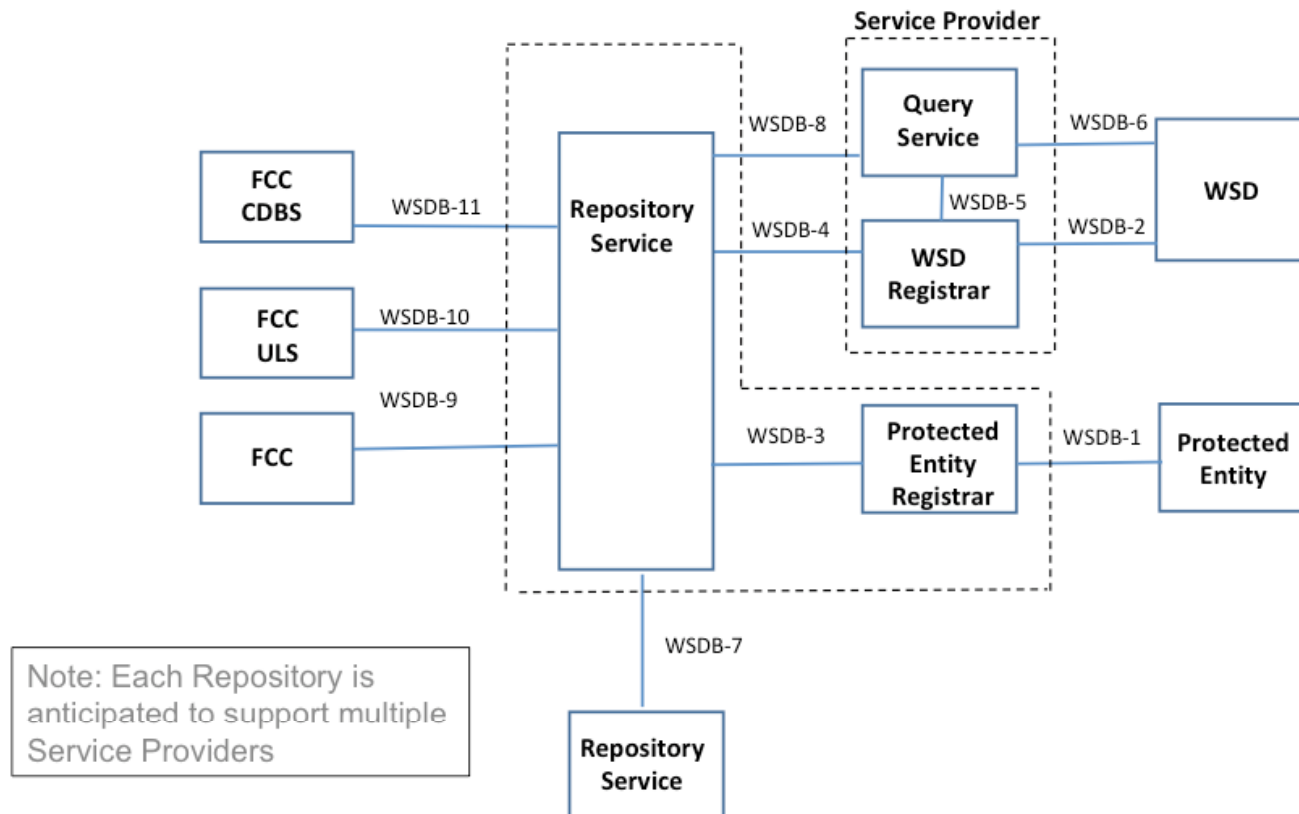 Service Provider
Query
Service
WSDB-8
WSDB-6
WSD
FCC
CDBS
WSDB-11
Repository
Service
WSDB-5
WSDB-4
WSDB-2
WSD
Registrar
FCC
ULS
WSDB-10
WSDB-9
FCC
WSDB-3
Protected
Entity
Registrar
WSDB-1
Protected
Entity
WSDB-7
Note: Each Repository is
anticipated to support multiple
Service Providers
Repository
Service